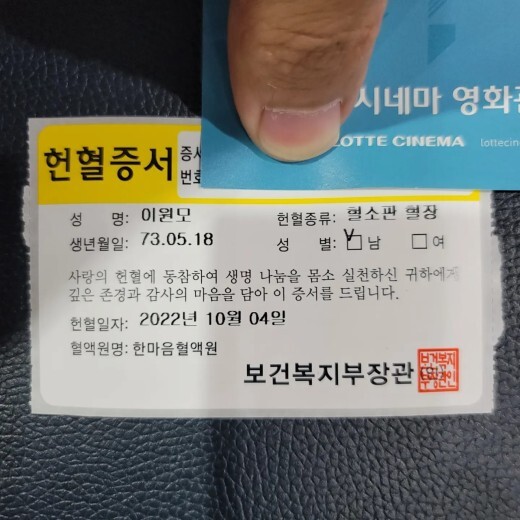 시네마 영화관
LOTTE CINEMA lottecin
헌혈증서 증서
번호
성 명: 이원모 헌혈종류: 혈소판 혈장
생년월일: 73.05.18 성 별: V□남 □여
사랑의 헌혈에 동참하여 생명 나눔을 몸소 실천하신 귀하에게
깊은 존경과 감사의 마음을 담아 이 증서를 드립니다.
헌혈일자: 2022년 10월 04일
혈액원명: 한마음혈액원
보건복지부장관